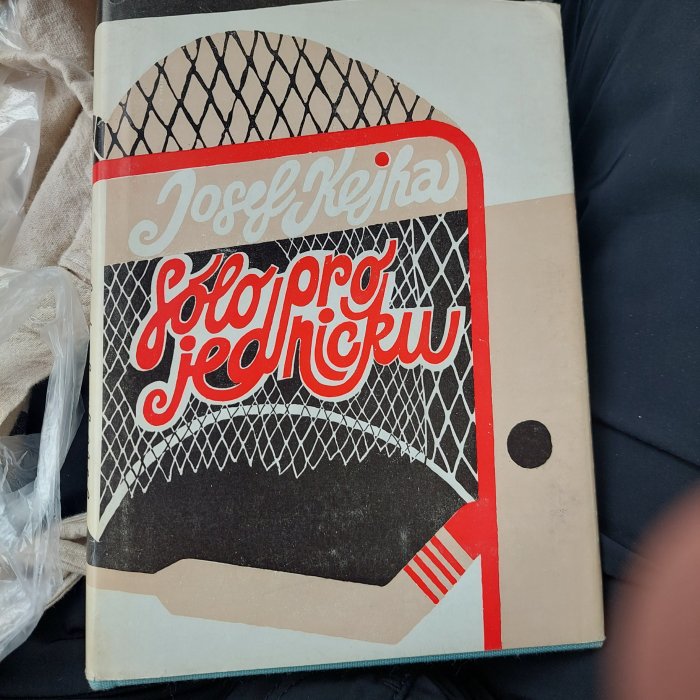 Josef Kejha
Sólo pro
jedničku